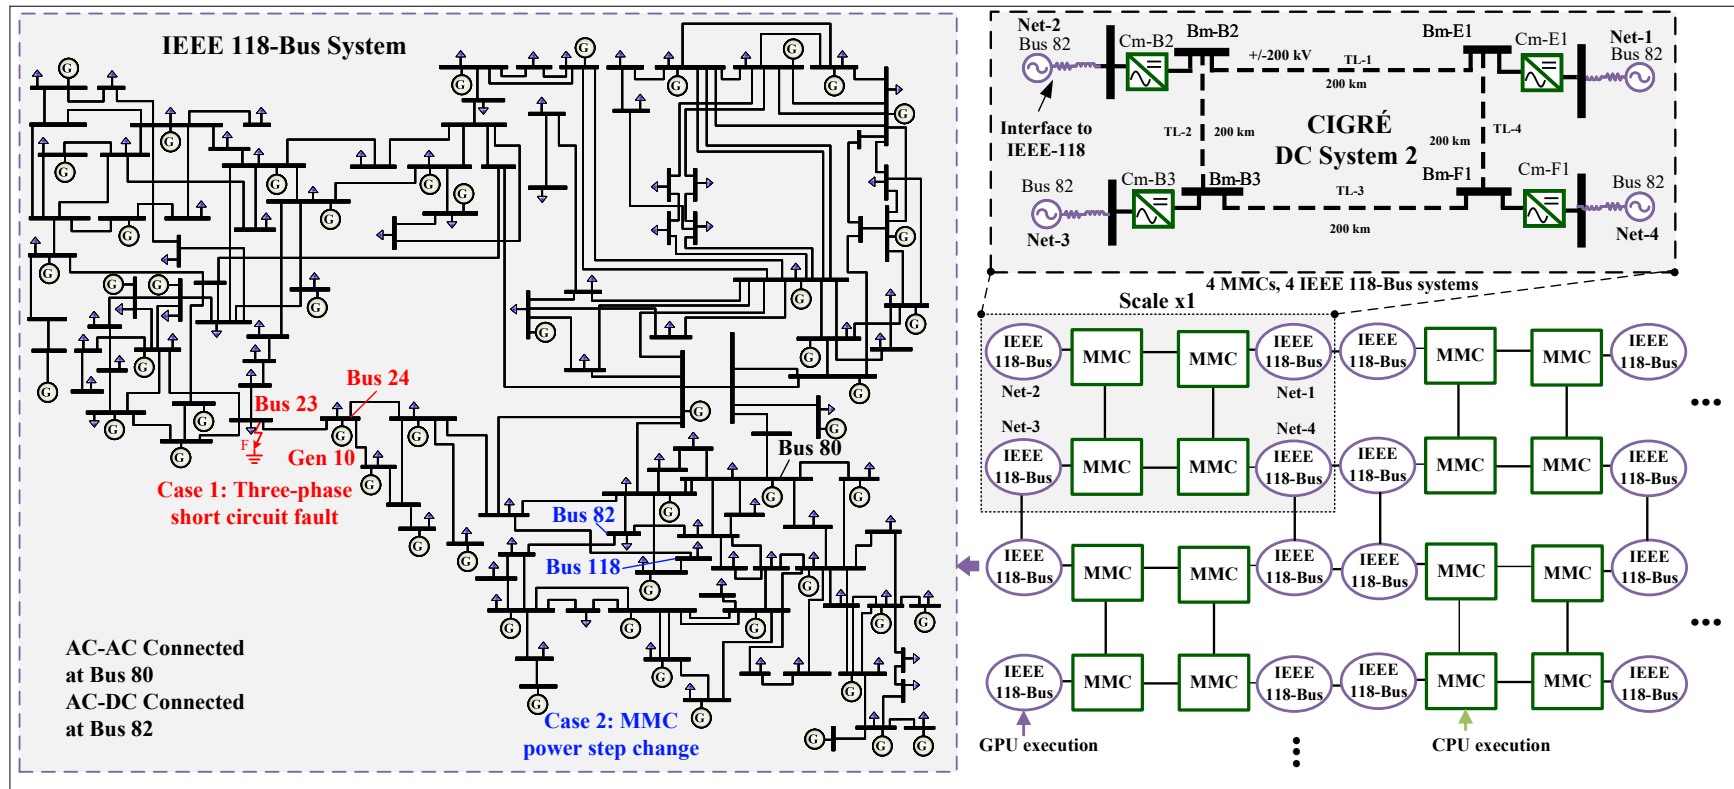 IEEE 118-Bus System
Bus 24
Bus 23
F
Gen 10
Case 1: Three-phase
short circuit fault
Bus 80
Bus 82
Bus 118
AC-AC Connected
at Bus 80
AC-DC Connected
at Bus 82
Case 2: MMC
power step change
G G G G G G G G G G G G G G G G G G G G G G G G G G G G G G G G G G G G G G G G G G G G G G G G G G G G G G
Net-2
Bus 82
Cm-B2
Bm-B2
+/-200 kV
TL-1
200 km
Bm-E1
Cm-E1
Net-1
Bus 82
Interface to
IEEE-118
TL-2
200 km
CIGRÉ
DC System 2
200 km
TL-4
Bus 82
Cm-B3
Bm-B3
TL-3
200 km
Bm-F1
Cm-F1
Bus 82
Net-3
Net-4
4 MMCs, 4 IEEE 118-Bus systems
Scale x1
IEEE
118-Bus
MMC
MMC
IEEE
118-Bus
IEEE
118-Bus
MMC
MMC
IEEE
118-Bus
Net-2
Net-1
Net-3
Net-4
IEEE
118-Bus
MMC
MMC
IEEE
118-Bus
IEEE
118-Bus
MMC
MMC
IEEE
118-Bus
IEEE
118-Bus
MMC
MMC
IEEE
118-Bus
IEEE
118-Bus
MMC
MMC
IEEE
118-Bus
IEEE
118-Bus
MMC
MMC
IEEE
118-Bus
IEEE
118-Bus
MMC
MMC
IEEE
118-Bus
GPU execution
CPU execution